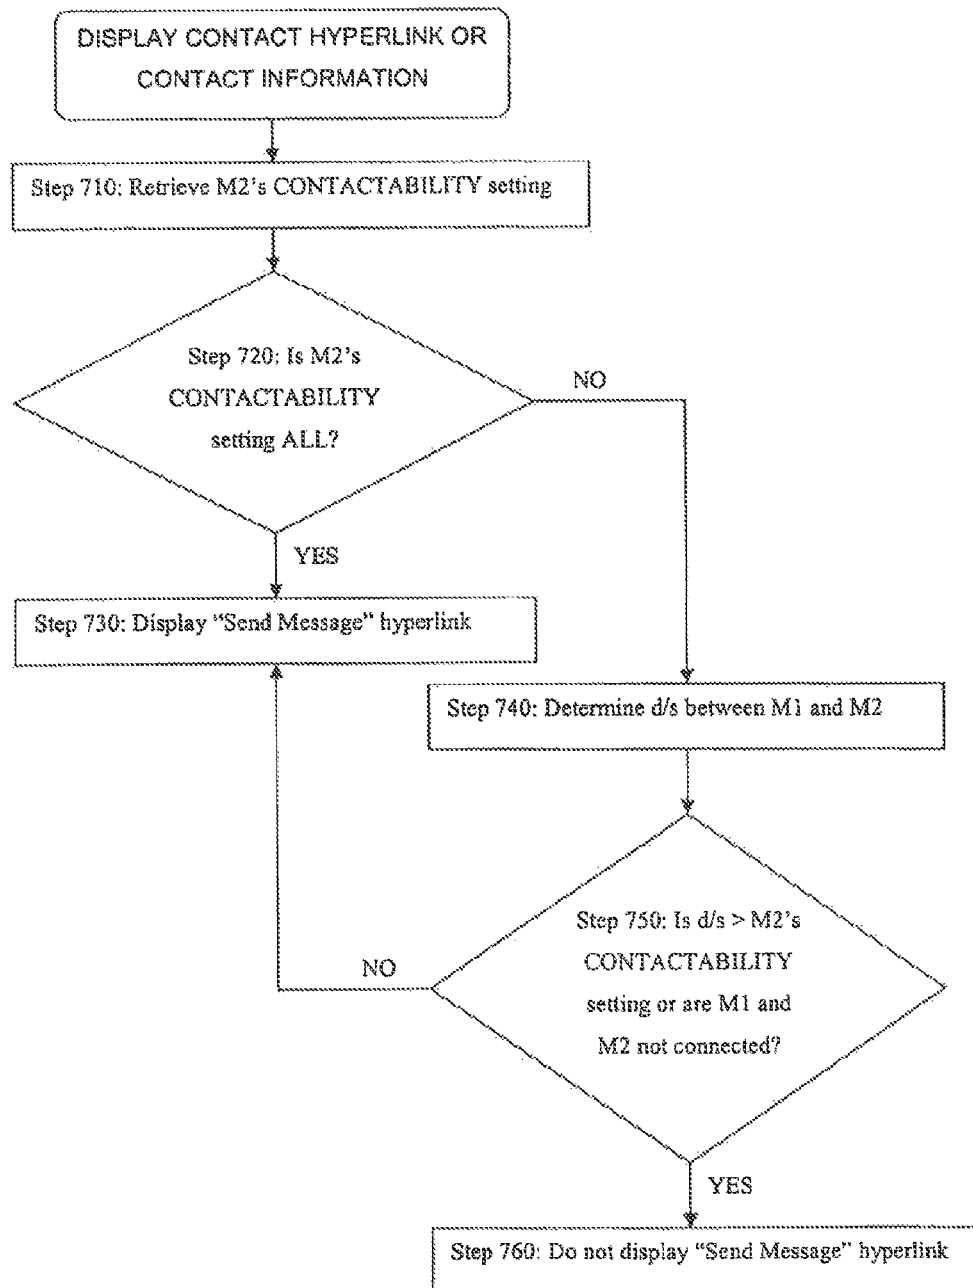 DISPLAY CONTACT HYPERLINK OR
CONTACT INFORMATION
Step 710: Retrieve M2's CONTACTABILITY setting
Step 720: Is M2's
CONTACTABILITY
setting ALL?
NO
YES
Step 730: Display “Send Message” hyperlink
Step 740: Determine d/s between M1 and M2
Step 750: Is d/s > M2's
CONTACTABILITY
setting or are M1 and
M2 not connected?
NO
YES
Step 760: Do not display “Send Message” hyperlink